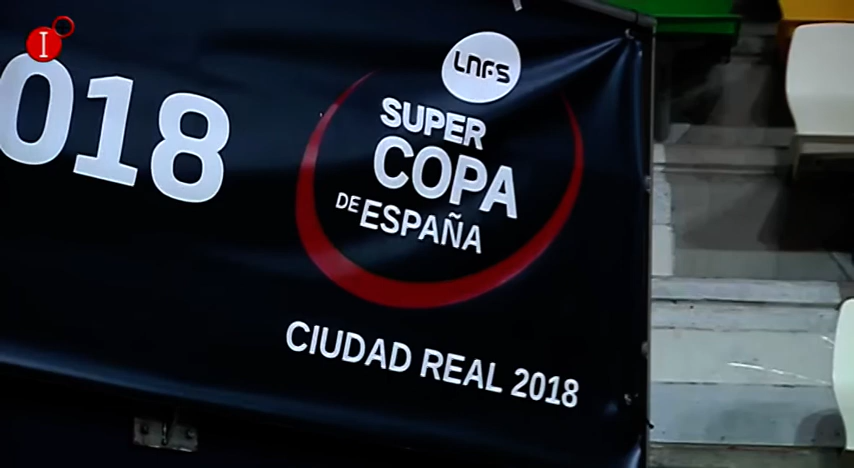 I
018
LNFS
SUPER
COPA
DE ESPAÑA
CIUDAD REAL 2018